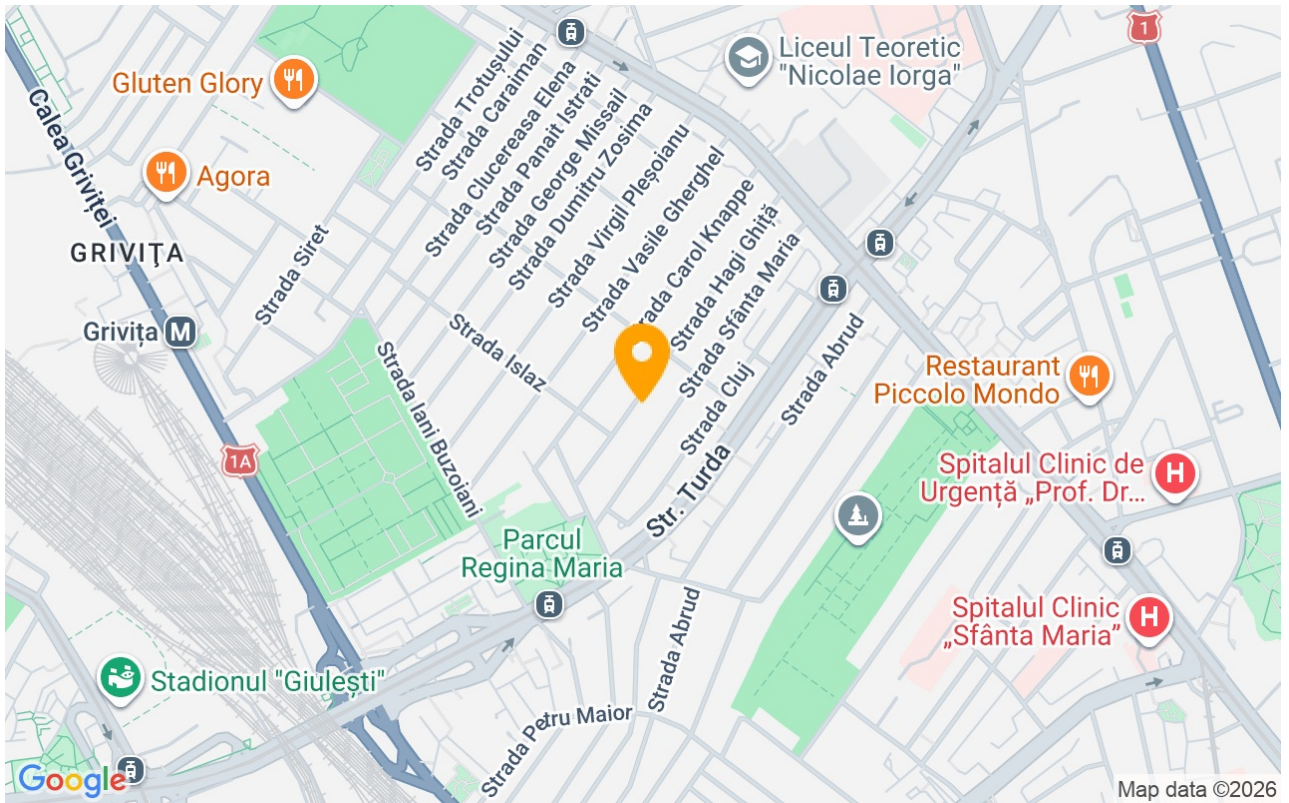 1
Liceul Teoretic
"Nicolae Iorga"
Gluten Glory
Strada Trotușului
Strada Caraiman
Strada Clucereasa Elena
Strada Panait Istrati
Strada George Missail
Strada Dumitru Zosima
Strada Virgil Pleșoianu
Strada Vasile Gherghel
rada Carol Knappe
Strada Hagi Ghiță
Strada Sfânta Maria
Calea Griviței
Agora
GRIVIȚA
Strada Siret
Grivița M
Strada Islaz
Strada Iani Buzoiani
Strada Cluj
Strada Abrud
Restaurant
Piccolo Mondo
1A
Str. Turda
Spitalul Clinic de
Urgență „Prof. Dr...
H
Parcul
Regina Maria
Spitalul Clinic
„Sfânta Maria”
H
Strada Abrud
Stadionul "Giulești"
Strada Petru Maior
Google
Map data ©2026